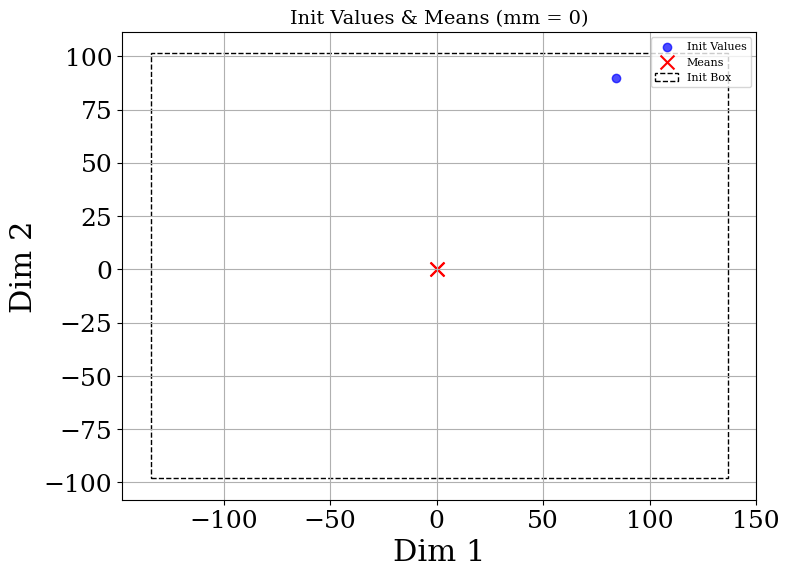 Init Values & Means (mm = 0)
Init Values
Means
Init Box
100
75
50
25
0
−25
−50
−75
−100
Dim 2
−100
−50
0
50
100
150
Dim 1